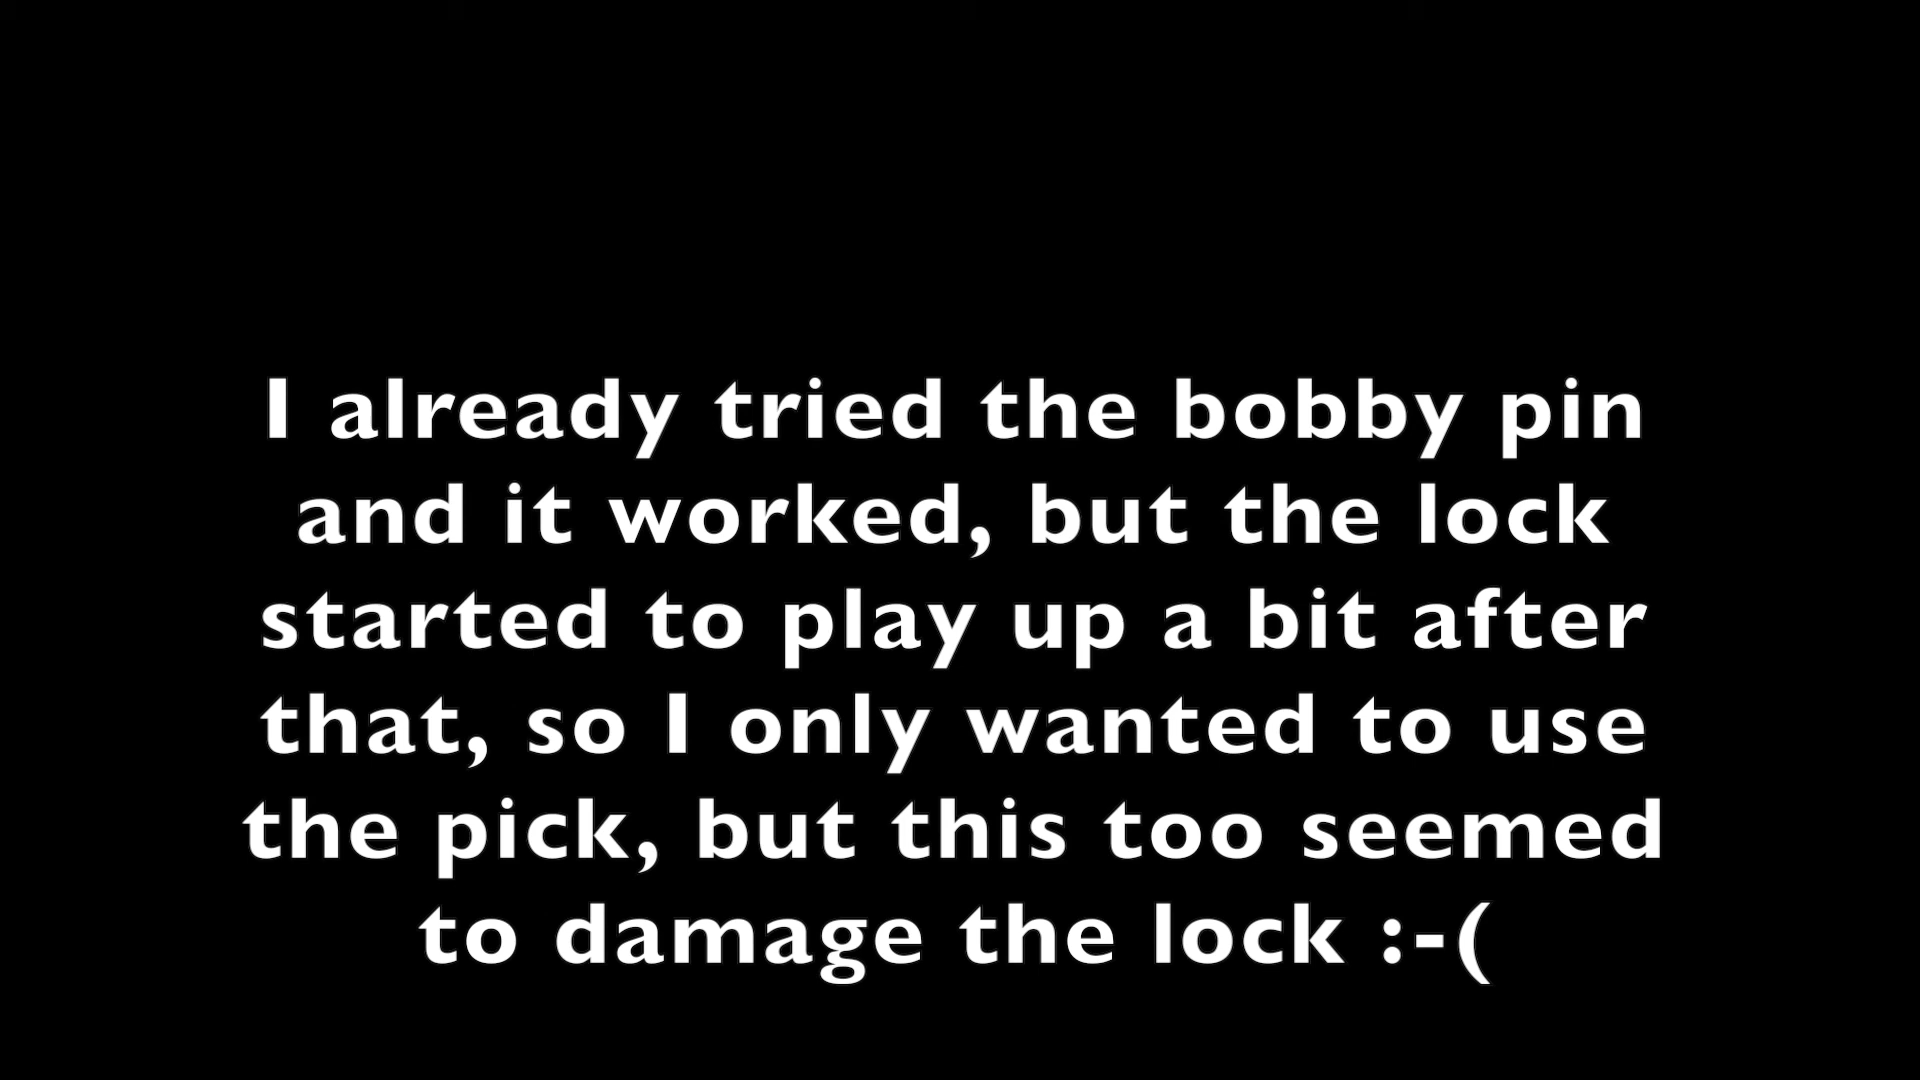 I already tried the bobby pin
and it worked, but the lock
started to play up a bit after
that, so I only wanted to use
the pick, but this too seemed
to damage the lock :-(